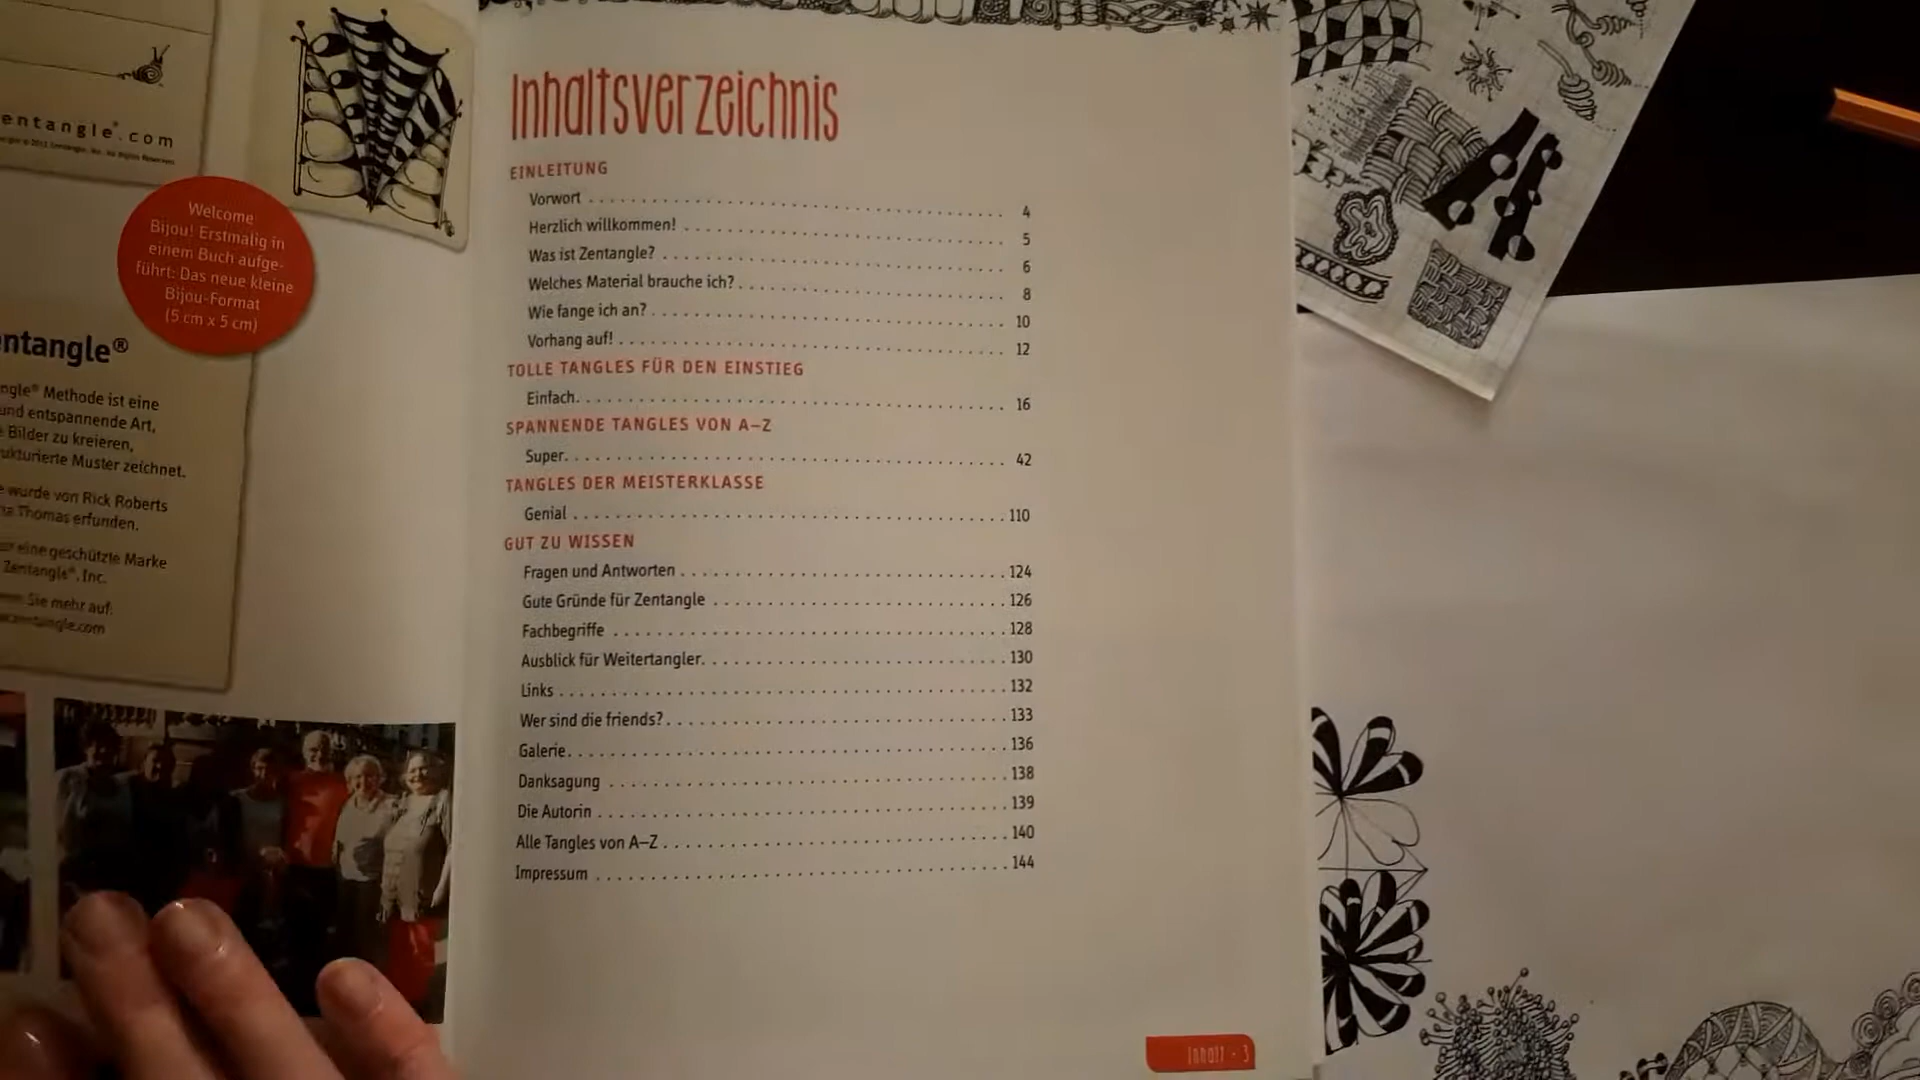 entangle®.com
Welcome
Bijou! Erstmalig in
einem Buch aufge-
führt: Das neue kleine
Bijou-Format
(5 cm x 5 cm)
ntangle®
ngle® Methode ist eine
und entspannende Art,
Bilder zu kreieren,
ukturierte Muster zeichnet.
wurde von Rick Roberts
Thomas erfunden.
eine geschützte Marke
Zentangle®, Inc.
Sie mehr auf:
zentangle.com
Inhaltsverzeichnis
EINLEITUNG
Vorwort 4
Herzlich willkommen! 5
Was ist Zentangle? 6
Welches Material brauche ich? 8
Wie fange ich an? 10
Vorhang auf! 12
TOLLE TANGLES FÜR DEN EINSTIEG
Einfach 16
SPANNENDE TANGLES VON A–Z
Super 42
TANGLES DER MEISTERKLASSE
Genial 110
GUT ZU WISSEN
Fragen und Antworten 124
Gute Gründe für Zentangle 126
Fachbegriffe 128
Ausblick für Weitertangler 130
Links 132
Wer sind die friends? 133
Galerie 136
Danksagung 138
Die Autorin 139
Alle Tangles von A–Z 140
Impressum 144
Inhalt · 3